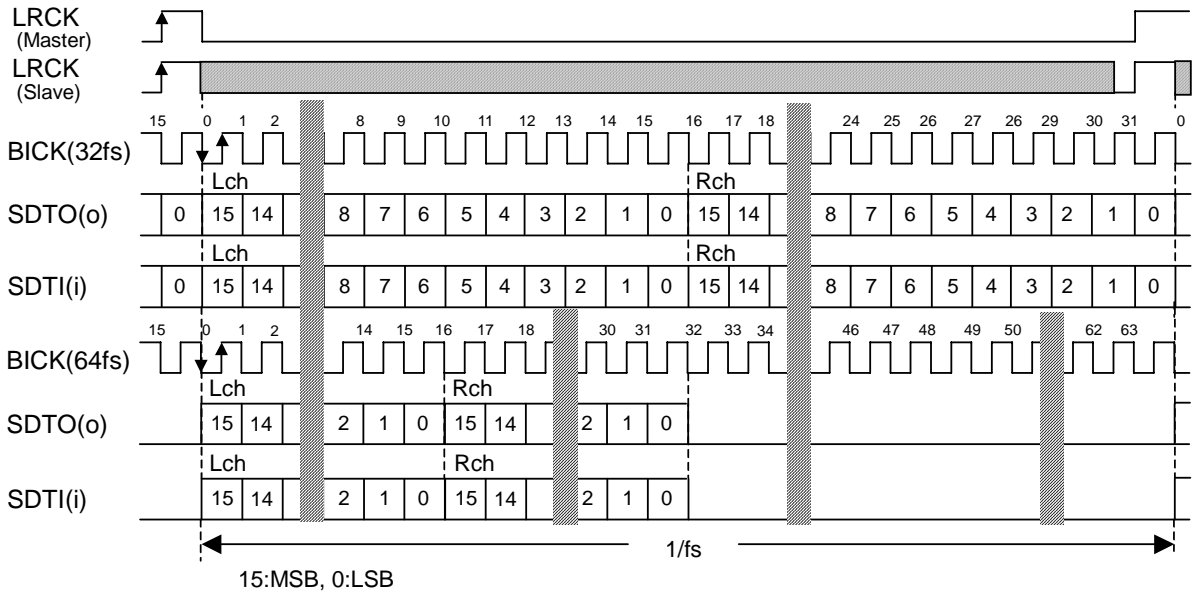 LRCK
(Master)
LRCK
(Slave)
15 0 1 2 8 9 10 11 12 13 14 15 16 17 18 24 25 26 27 26 29 30 31 0
BICK(32fs)
Lch Rch
SDTO(o) 0 15 14 8 7 6 5 4 3 2 1 0 15 14 8 7 6 5 4 3 2 1 0
Lch Rch
SDTI(i) 0 15 14 8 7 6 5 4 3 2 1 0 15 14 8 7 6 5 4 3 2 1 0
15 0 1 2 14 15 16 17 18 30 31 32 33 34 46 47 48 49 50 62 63
BICK(64fs)
Lch Rch
SDTO(o) 15 14 2 1 0 15 14 2 1 0
Lch Rch
SDTI(i) 15 14 2 1 0 15 14 2 1 0
1/fs
15:MSB, 0:LSB